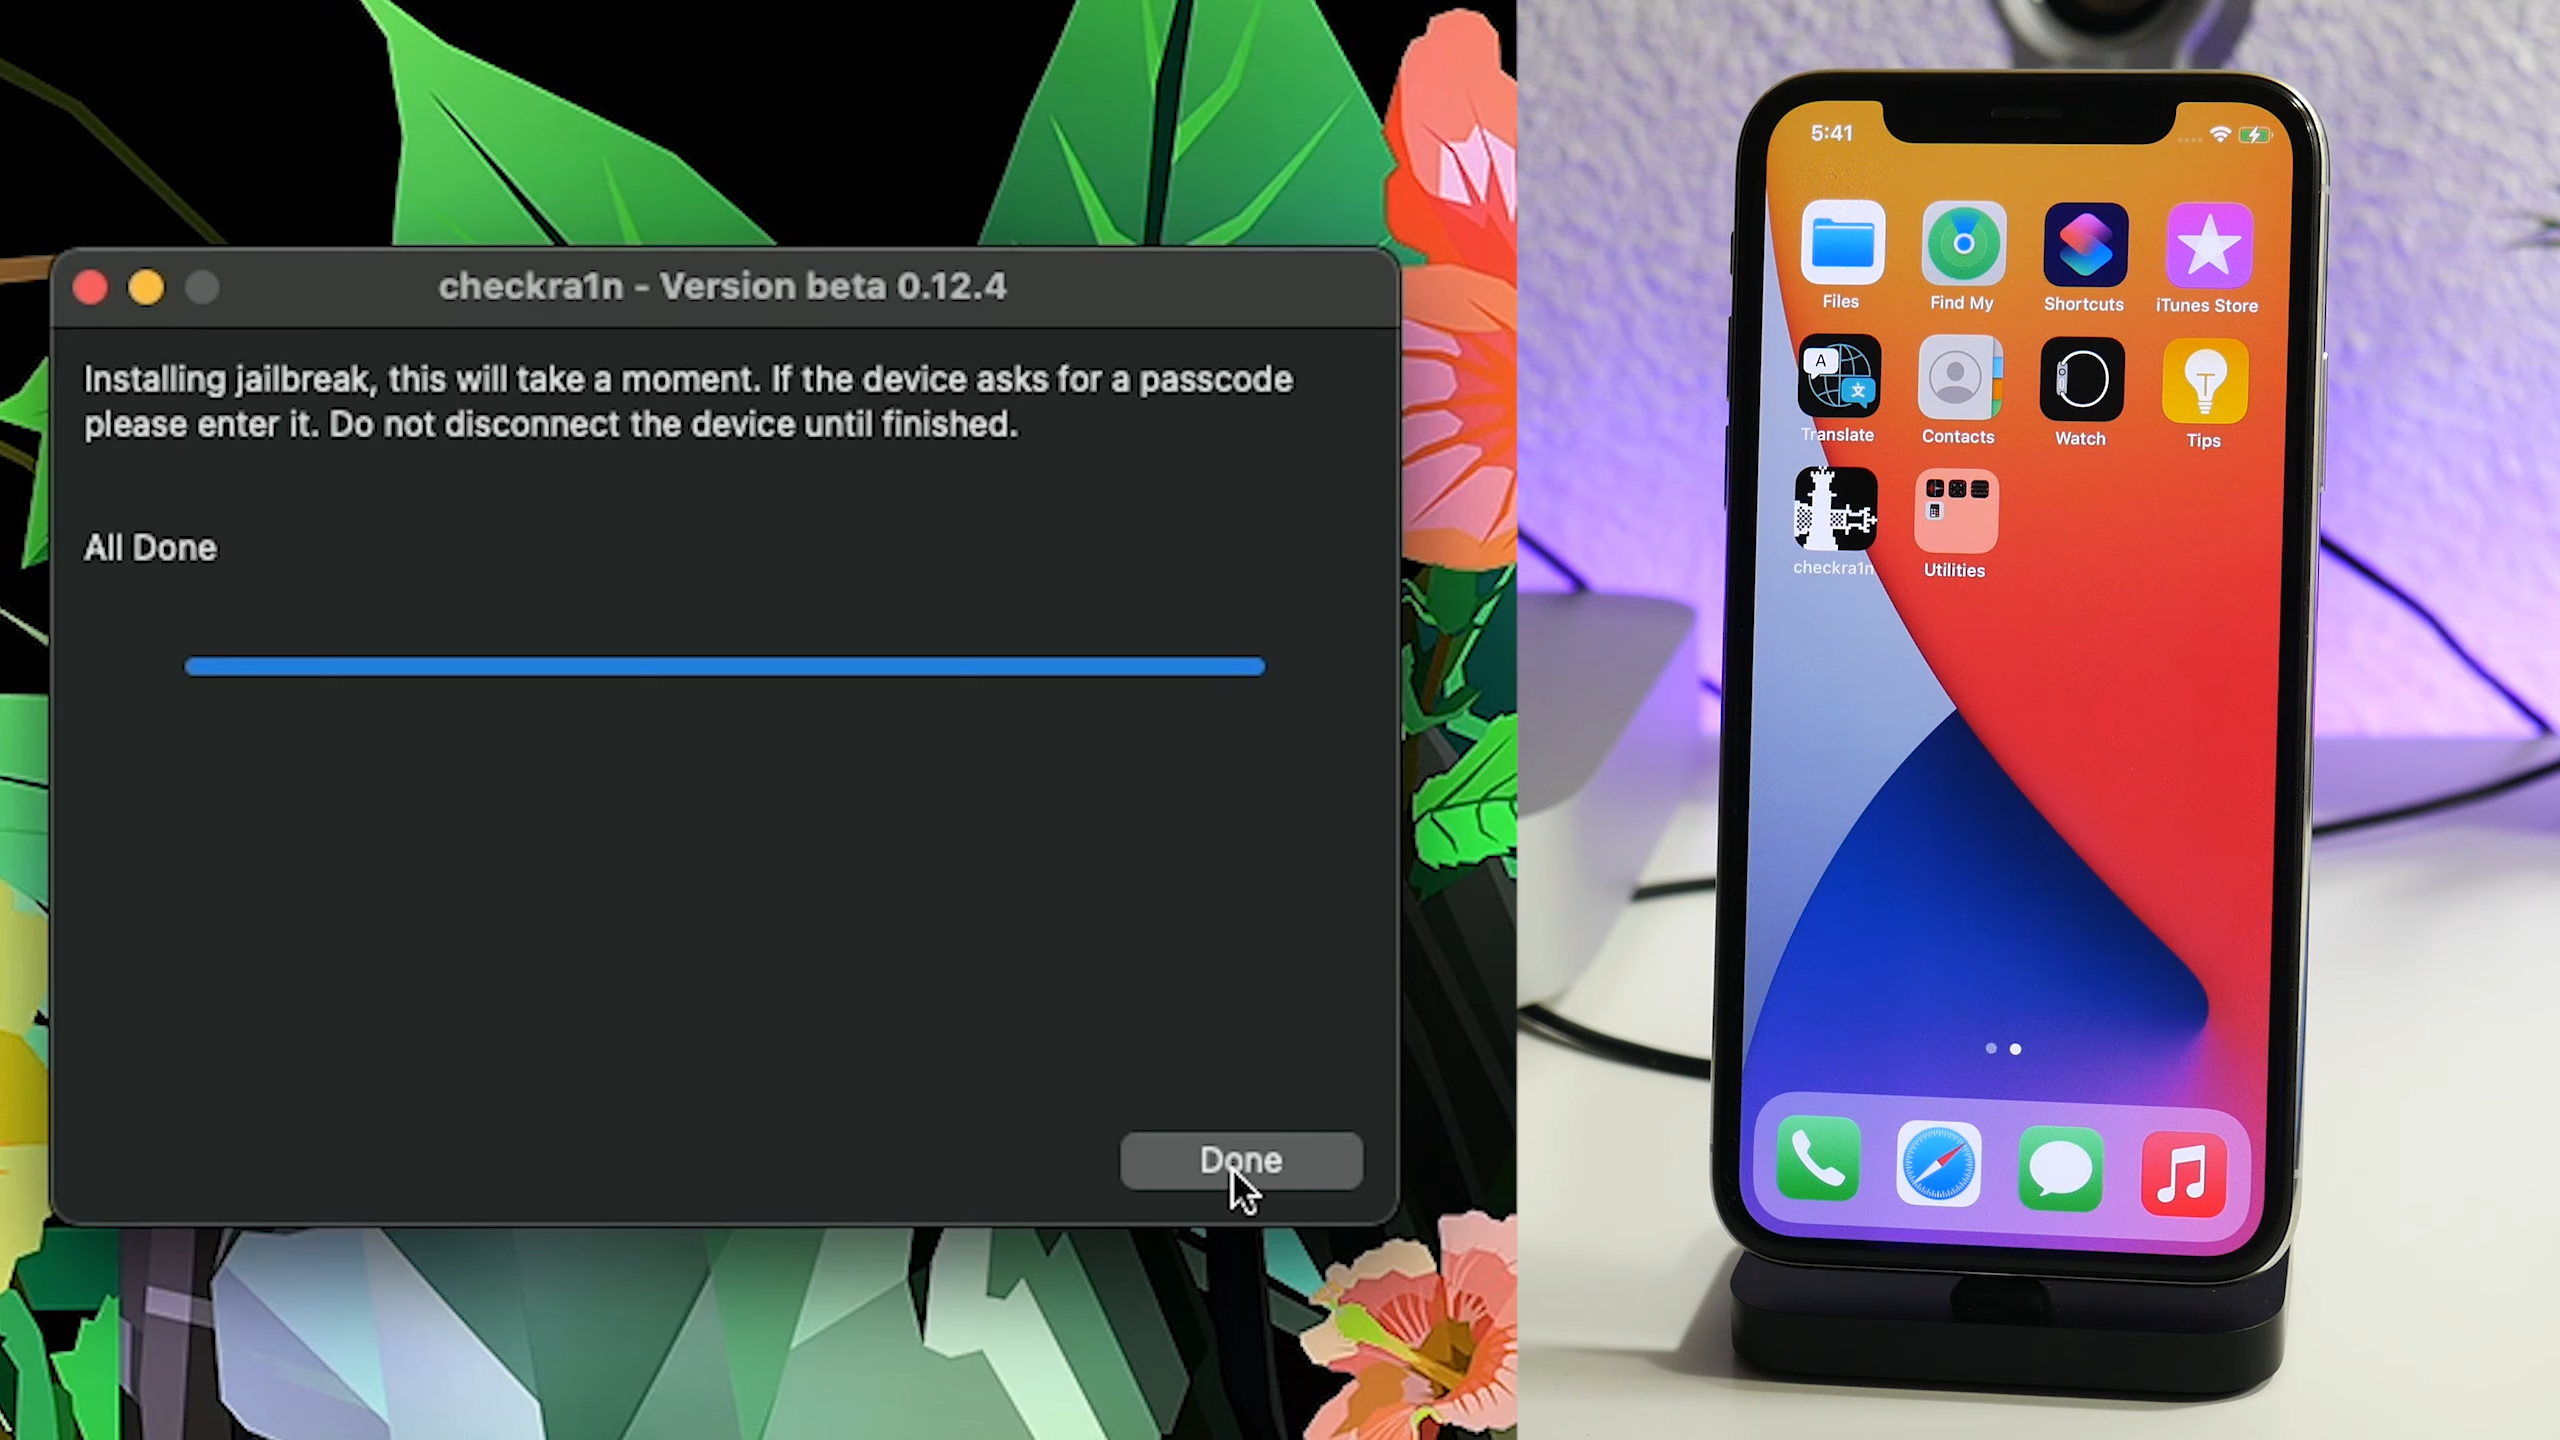 checkra1n - Version beta 0.12.4
Installing jailbreak, this will take a moment. If the device asks for a passcode
please enter it. Do not disconnect the device until finished.
All Done
Done
5:41
Files
Find My
Shortcuts
iTunes Store
A
文
Translate
Contacts
Watch
Tips
checkra1n
Utilities